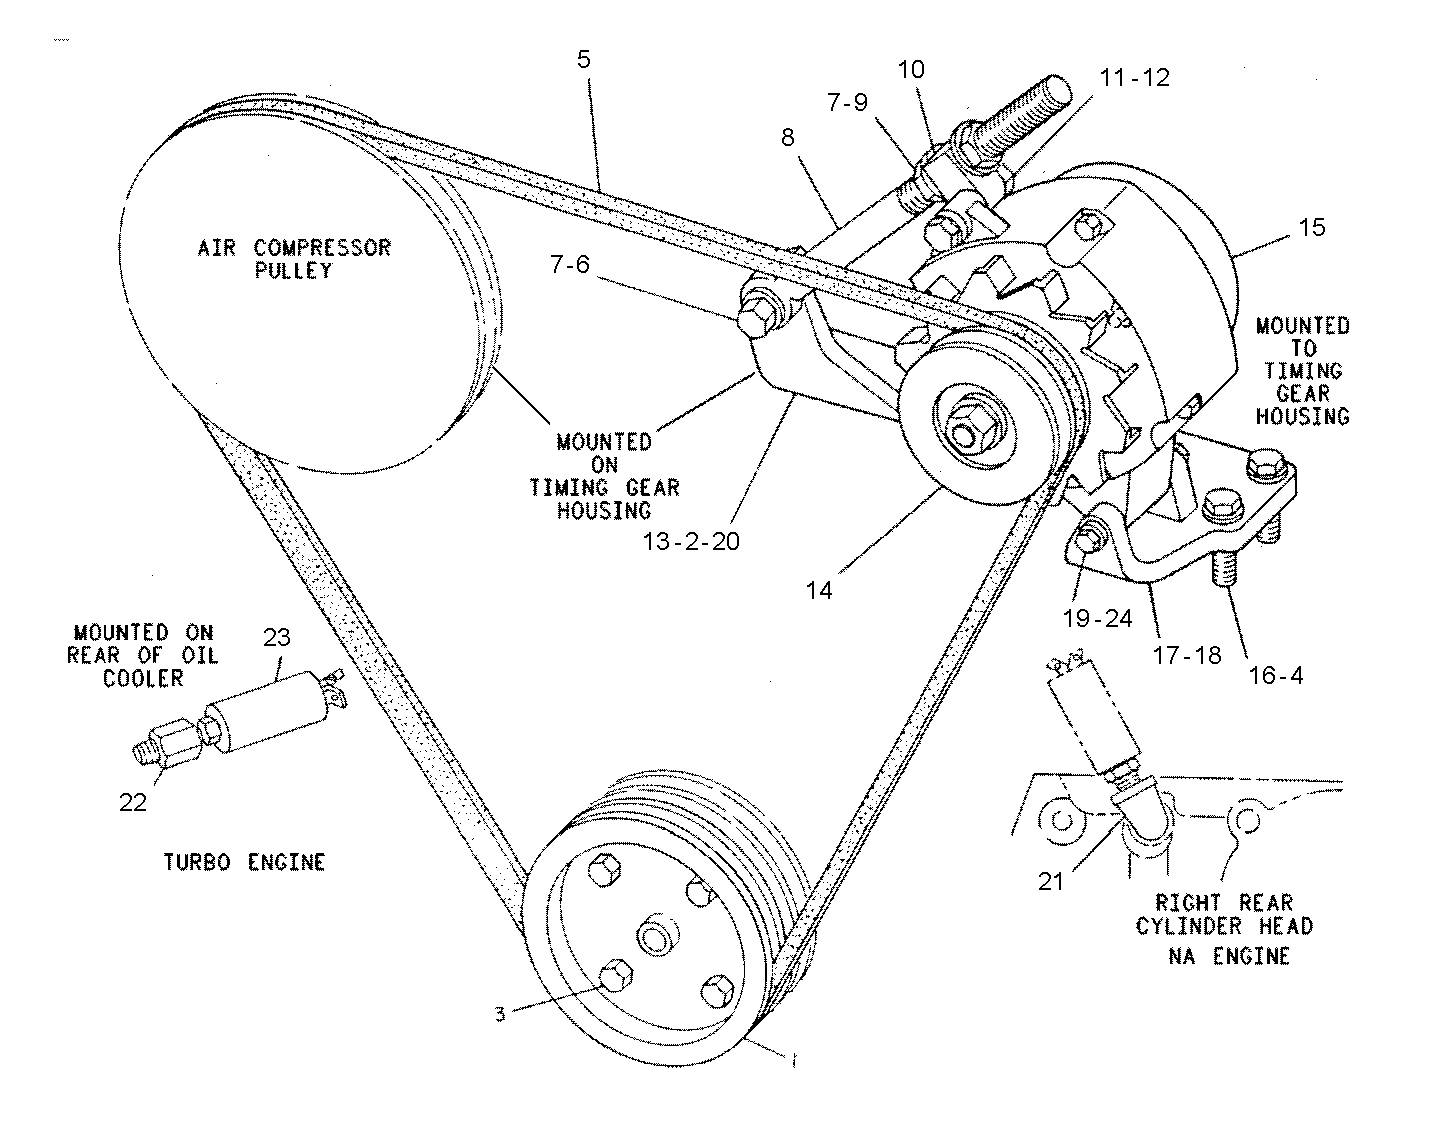 5
10
11-12
7-9
8
15
AIR COMPRESSOR
PULLEY
7-6
MOUNTED
TO
TIMING
GEAR
HOUSING
MOUNTED
ON
TIMING GEAR
HOUSING
13-2-20
14
19-24
17-18
16-4
MOUNTED ON
REAR OF OIL
COOLER
23
22
TURBO ENGINE
21
RIGHT REAR
CYLINDER HEAD
NA ENGINE
3
1